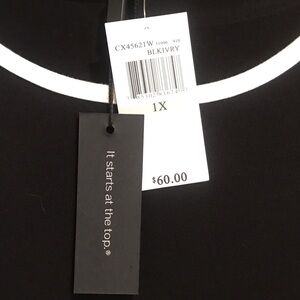 CX45621W
BLKIVRY
1X
$60.00
It starts at the top.®